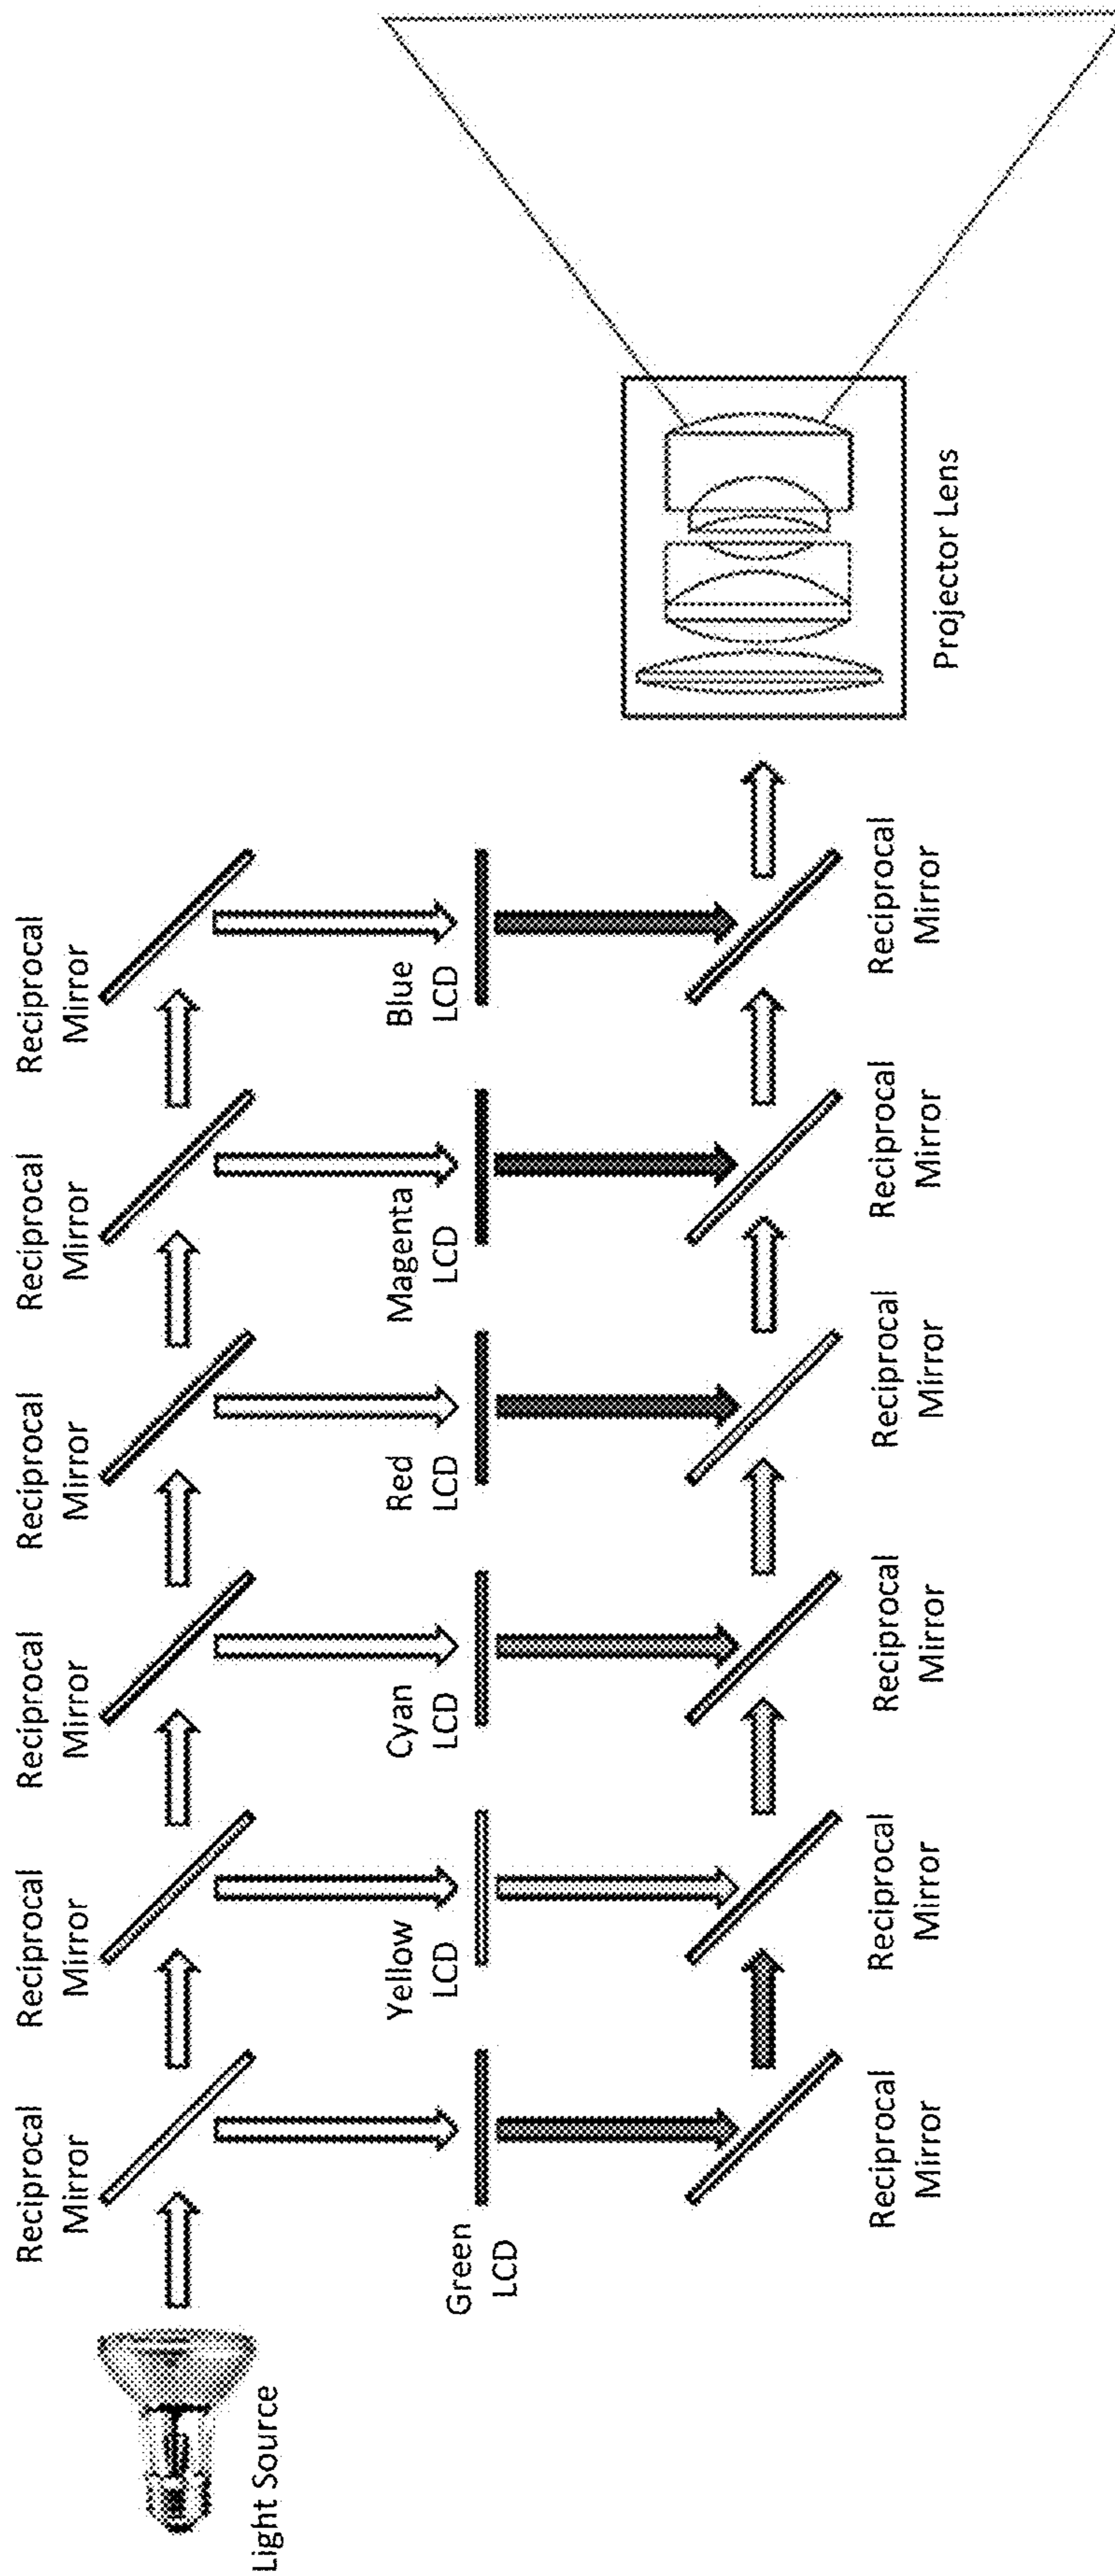 Reciprocal
Mirror
Reciprocal
Mirror
Reciprocal
Mirror
Reciprocal
Mirror
Reciprocal
Mirror
Reciprocal
Mirror
Light Source
Green
LCD
Yellow
LCD
Cyan
LCD
Red
LCD
Magenta
LCD
Blue
LCD
Reciprocal
Mirror
Reciprocal
Mirror
Reciprocal
Mirror
Reciprocal
Mirror
Reciprocal
Mirror
Reciprocal
Mirror
Projector Lens